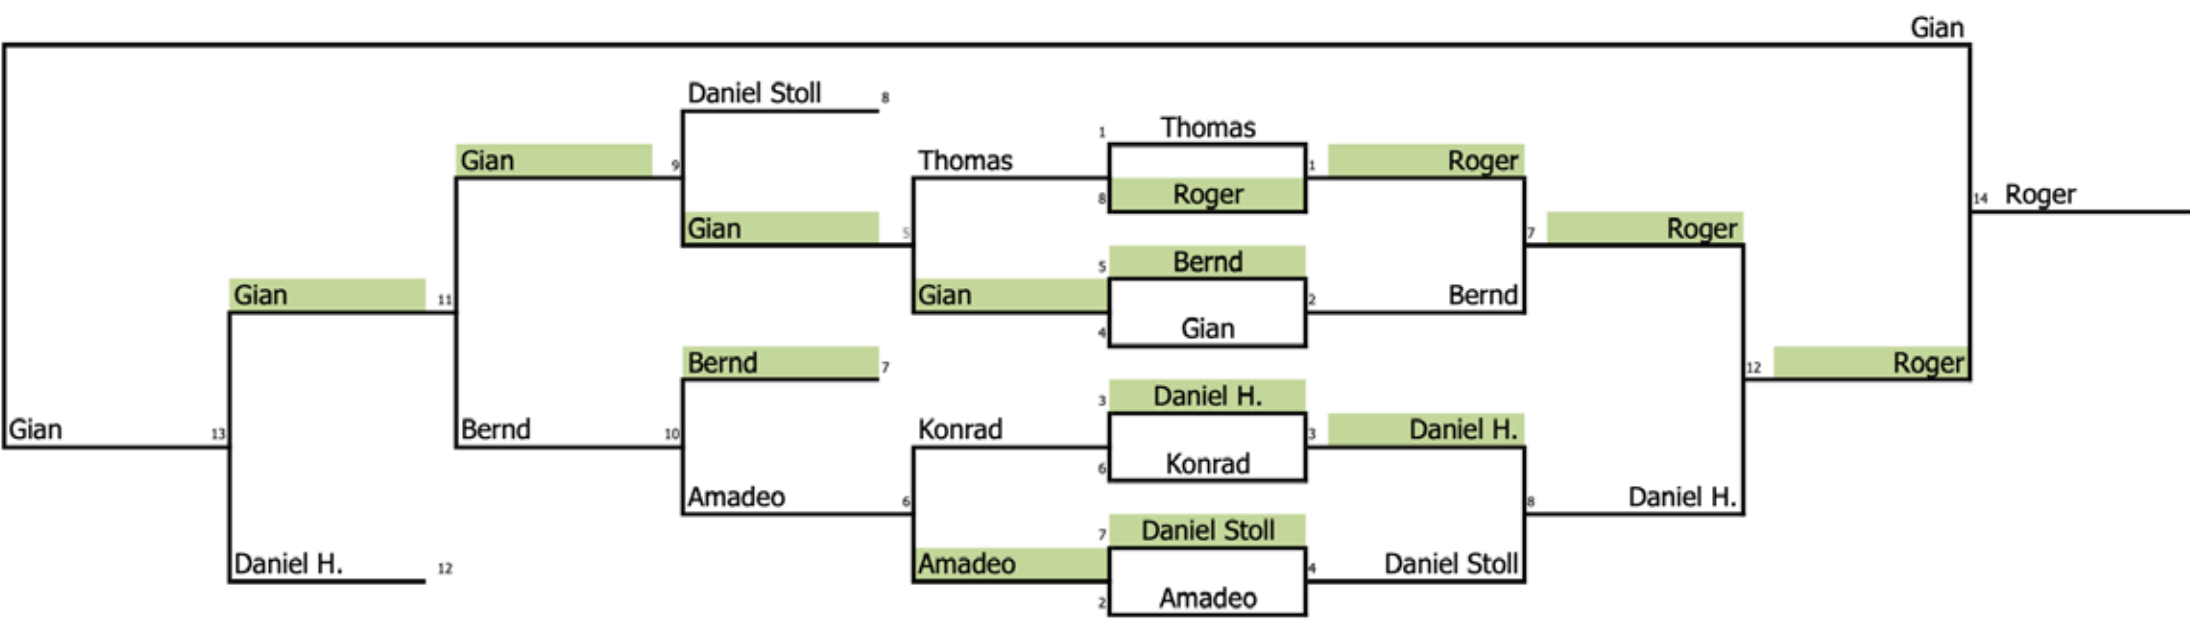 Gian
Daniel Stoll 8
1 Thomas
Gian 9 Thomas 1 Roger
8 Roger 14 Roger
Gian 5 7 Roger
5 Bernd
Gian 11 Gian 2 Bernd
4 Gian
Bernd 7 12 Roger
3 Daniel H.
Gian 13 Bernd 10 Konrad 3 Daniel H.
6 Konrad
Amadeo 6 8 Daniel H.
7 Daniel Stoll
Daniel H. 12 Amadeo 4 Daniel Stoll
2 Amadeo